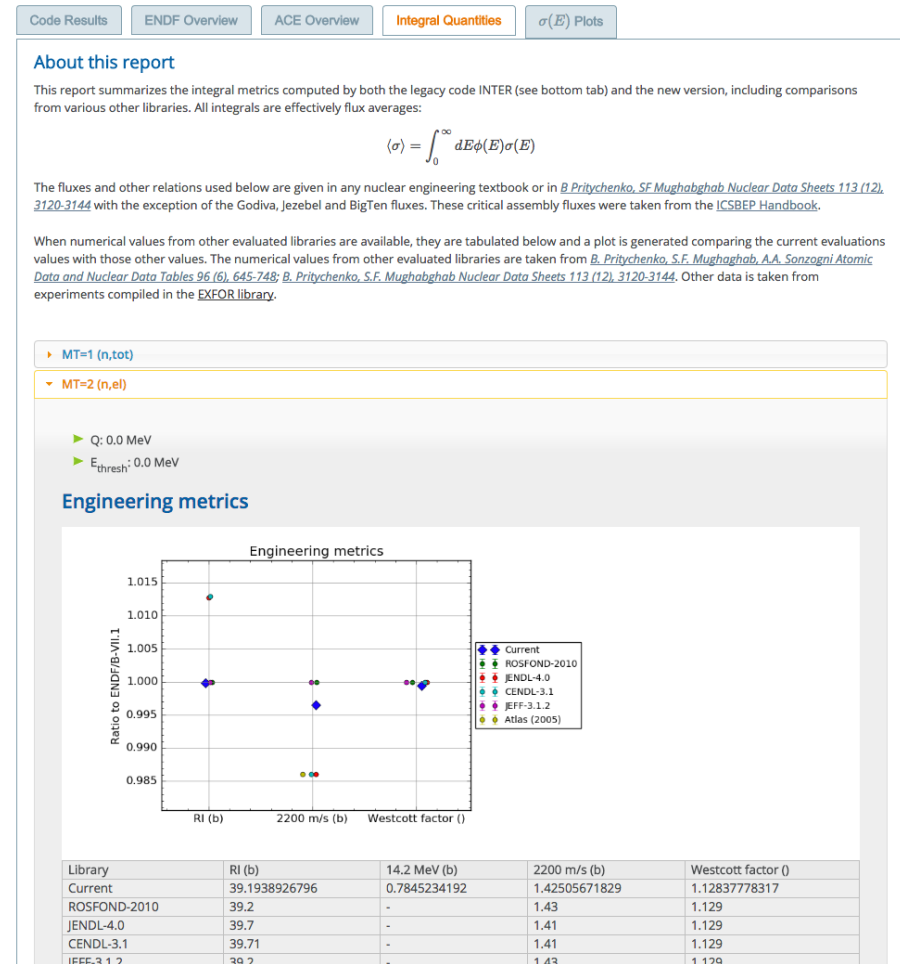 Code Results ENDF Overview ACE Overview Integral Quantities σ(E) Plots
About this report
This report summarizes the integral metrics computed by both the legacy code INTER (see bottom tab) and the new version, including comparisons
from various other libraries. All integrals are effectively flux averages:
⟨σ⟩ = ∫₀^∞ dEϕ(E)σ(E)
The fluxes and other relations used below are given in any nuclear engineering textbook or in B Pritychenko, SF Mughabghab Nuclear Data Sheets 113 (12),
3120-3144 with the exception of the Godiva, Jezebel and BigTen fluxes. These critical assembly fluxes were taken from the ICSBEP Handbook.
When numerical values from other evaluated libraries are available, they are tabulated below and a plot is generated comparing the current evaluations
values with those other values. The numerical values from other evaluated libraries are taken from B. Pritychenko, S.F. Mughaghab, A.A. Sonzogni Atomic
Data and Nuclear Data Tables 96 (6), 645-748; B. Pritychenko, S.F. Mughabghab Nuclear Data Sheets 113 (12), 3120-3144. Other data is taken from
experiments compiled in the EXFOR library.
MT=1 (n,tot)
MT=2 (n,el)
Q: 0.0 MeV
Ethresh: 0.0 MeV
Engineering metrics
Engineering metrics
Ratio to ENDF/B-VII.1
1.015
1.010
1.005
1.000
0.995
0.990
0.985
RI (b) 2200 m/s (b) Westcott factor ()
Current
ROSFOND-2010
JENDL-4.0
CENDL-3.1
JEFF-3.1.2
Atlas (2005)
Library RI (b) 14.2 MeV (b) 2200 m/s (b) Westcott factor ()
Current 39.1938926796 0.7845234192 1.42505671829 1.12837778317
ROSFOND-2010 39.2 - 1.43 1.129
JENDL-4.0 39.7 - 1.41 1.129
CENDL-3.1 39.71 - 1.41 1.129
JEFF-3.1.2 39.2 - 1.43 1.129